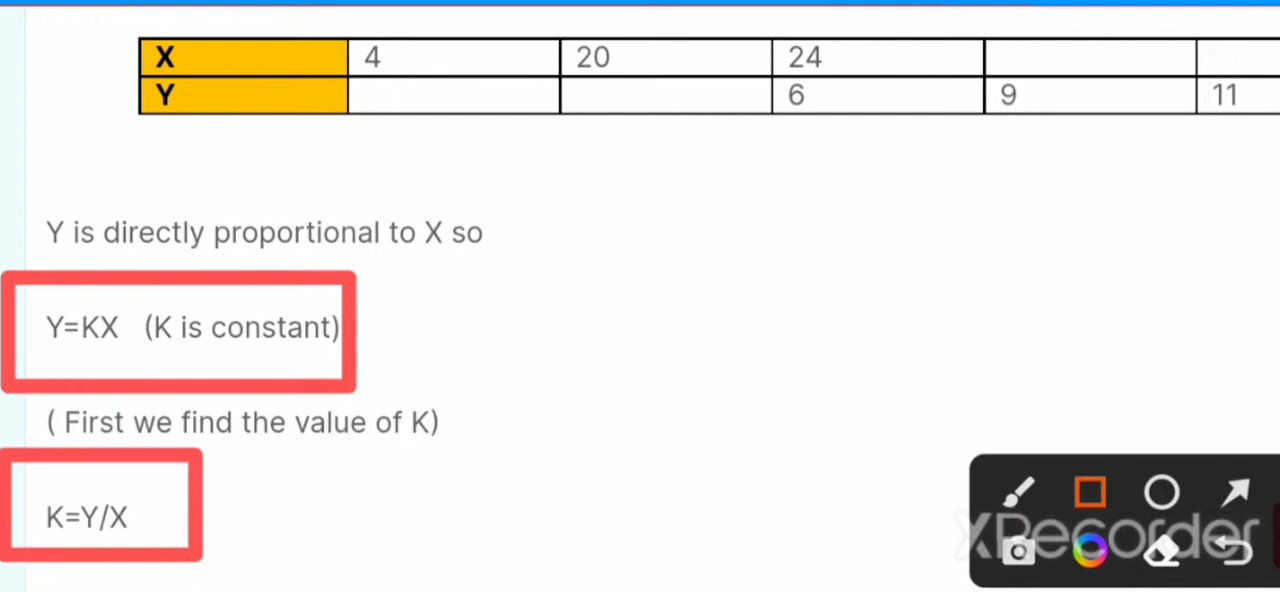 X 4 20 24
Y 6 9 11
Y is directly proportional to X so
Y=KX (K is constant)
( First we find the value of K)
K=Y/X
XRecorder